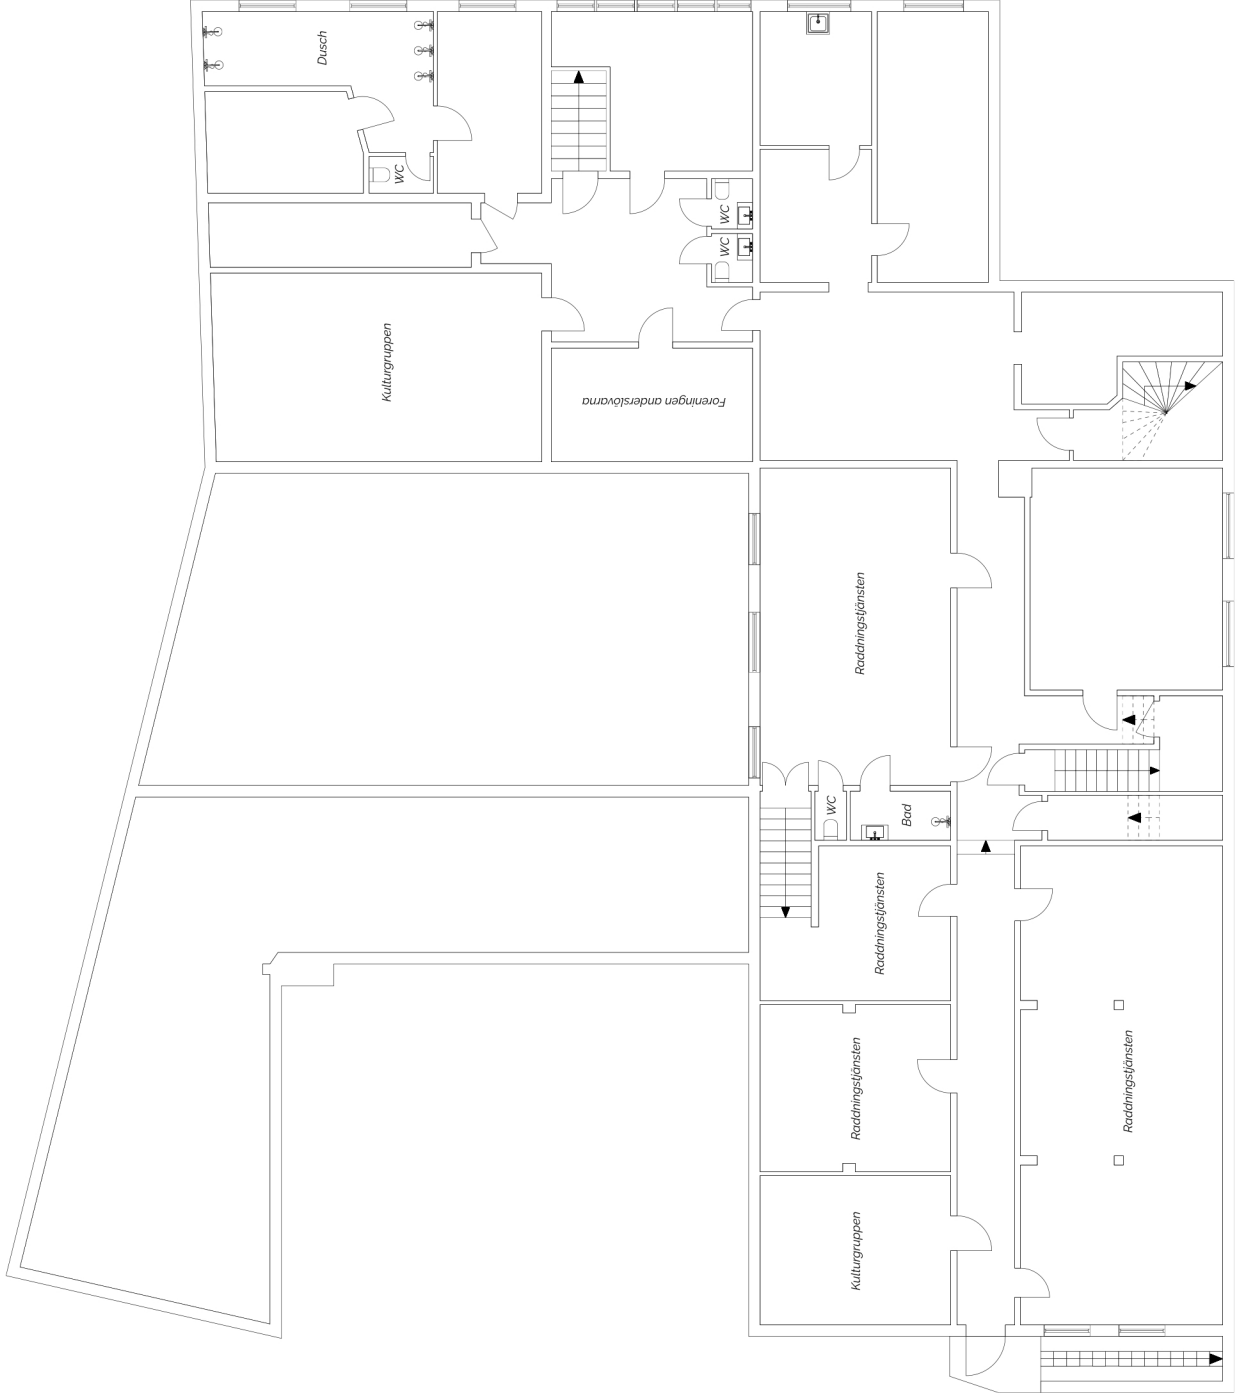 Dusch
WC
WC
WC
Kulturgruppen
Foreningen anderslövarna
Raddningstjänsten
WC
Bad
Raddningstjänsten
Raddningstjänsten
Raddningstjänsten
Kulturgruppen